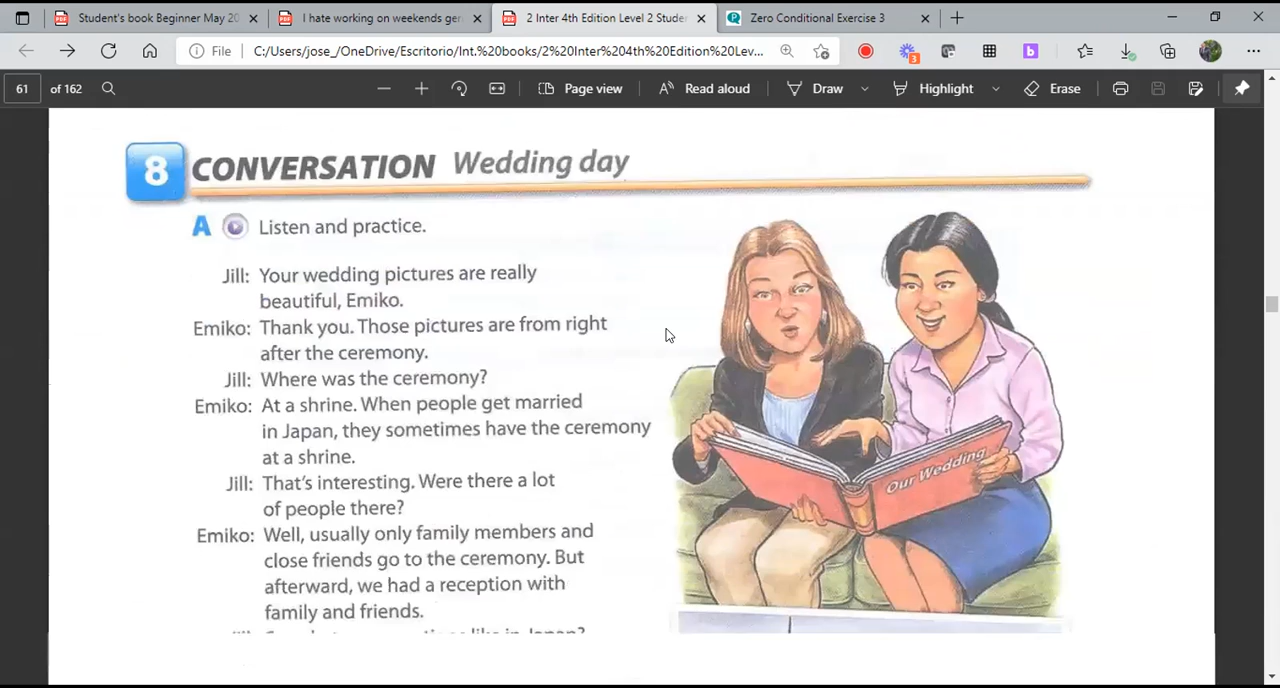 Student's book Beginner May 20
I hate working on weekends ger
2 Inter 4th Edition Level 2 Stude
Zero Conditional Exercise 3
File
C:/Users/jose_/OneDrive/Escritorio/Int.%20books/2%20Inter%204th%20Edition%20Lev...
3
61 of 162
Page view
Read aloud
Draw
Highlight
Erase
8 CONVERSATION Wedding day
A Listen and practice.
Jill: Your wedding pictures are really
beautiful, Emiko.
Emiko: Thank you. Those pictures are from right
after the ceremony.
Jill: Where was the ceremony?
Emiko: At a shrine. When people get married
in Japan, they sometimes have the ceremony
at a shrine.
Jill: That's interesting. Were there a lot
of people there?
Emiko: Well, usually only family members and
close friends go to the ceremony. But
afterward, we had a reception with
family and friends.
Our Wedding